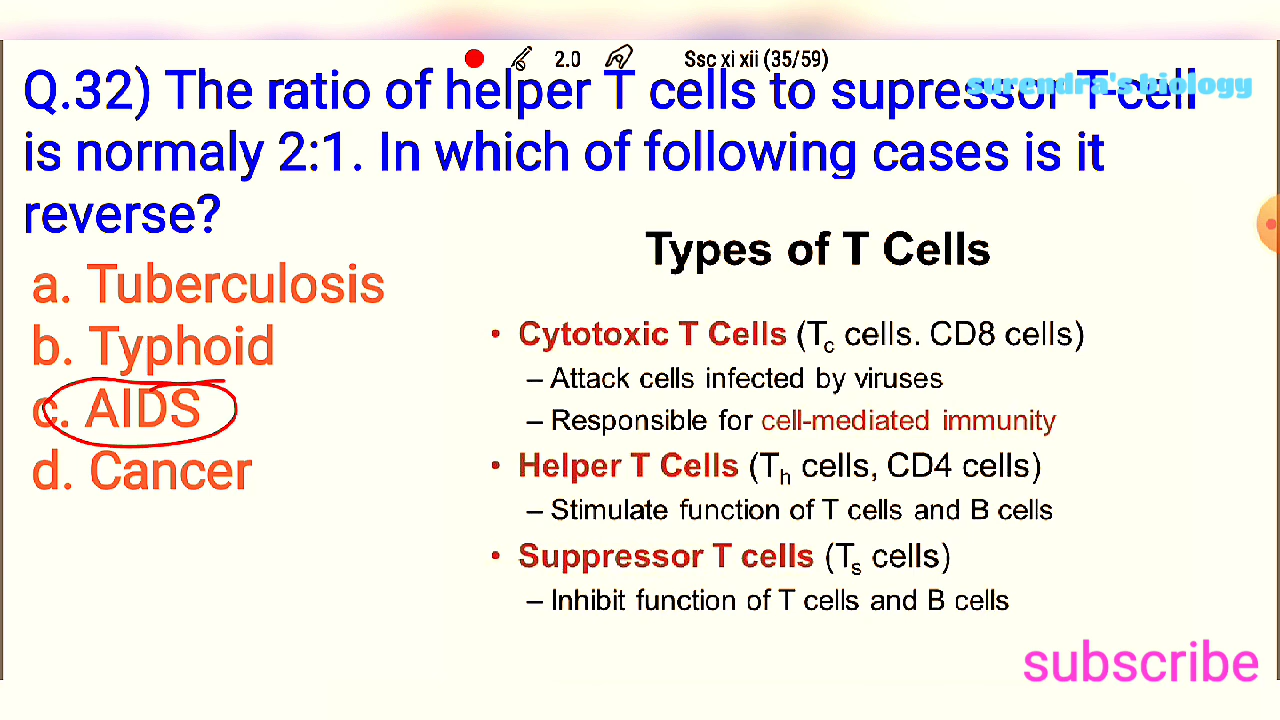 2.0 Ssc xi xii (35/59)
Q.32) The ratio of helper T cells to supressor T-cell
surendra's biology
is normaly 2:1. In which of following cases is it
reverse?
a. Tuberculosis
b. Typhoid
c. AIDS
d. Cancer
Types of T Cells
• Cytotoxic T Cells (Tc cells. CD8 cells)
– Attack cells infected by viruses
– Responsible for cell-mediated immunity
• Helper T Cells (Th cells, CD4 cells)
– Stimulate function of T cells and B cells
• Suppressor T cells (Ts cells)
– Inhibit function of T cells and B cells
subscribe